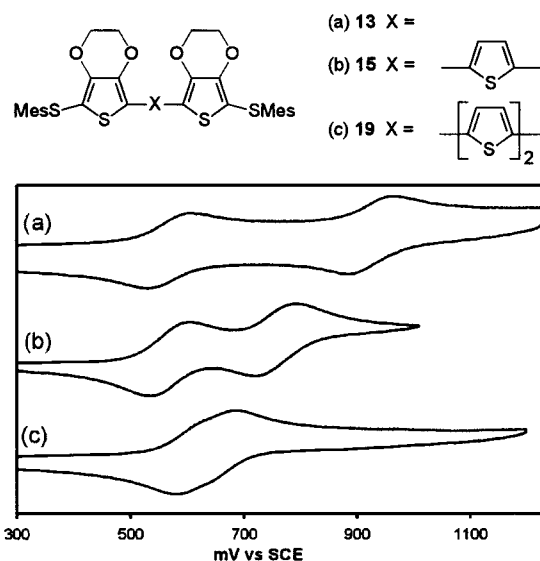 (a) 13 X =
(b) 15 X =
S
(c) 19 X =
S 2
O O O O
MesS S X S SMes
(a)
(b)
(c)
300 500 700 900 1100
mV vs SCE